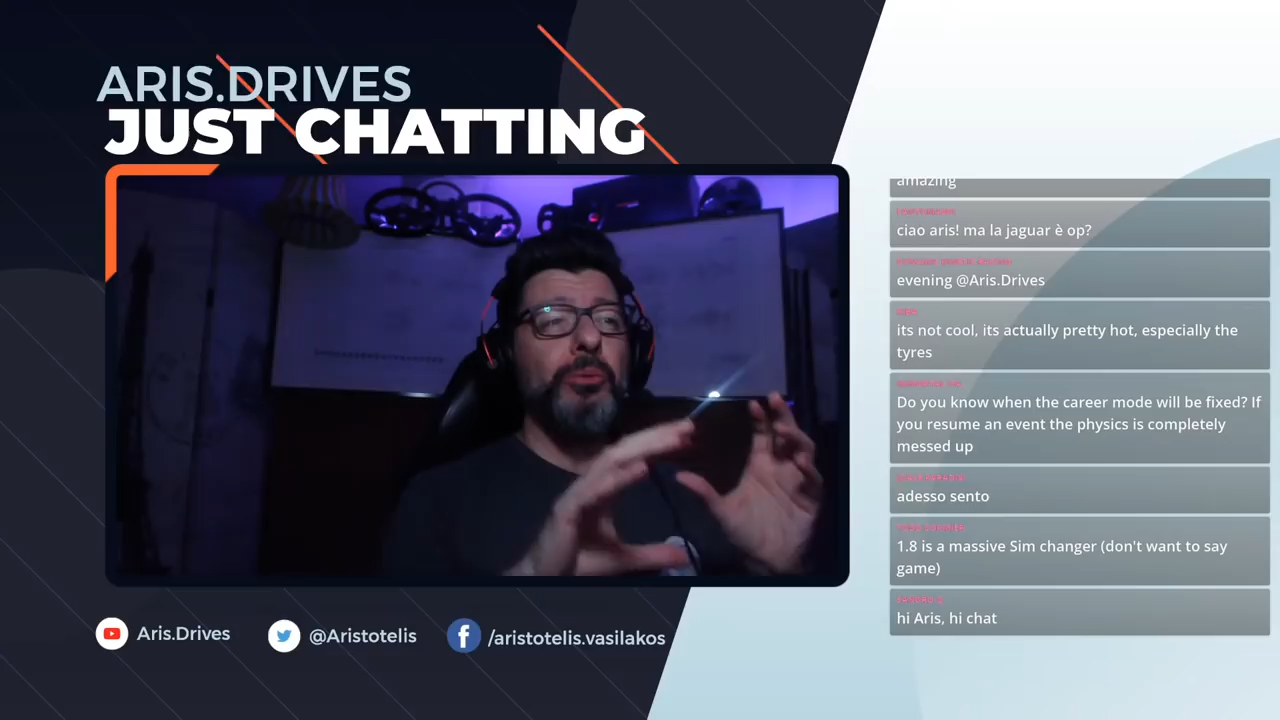 ARIS.DRIVES
JUST CHATTING
amazing
ciao aris! ma la jaguar è op?
evening @Aris.Drives
its not cool, its actually pretty hot, especially the
tyres
Do you know when the career mode will be fixed? If
you resume an event the physics is completely
messed up
adesso sento
1.8 is a massive Sim changer (don't want to say
game)
hi Aris, hi chat
Aris.Drives
@Aristotelis
/aristotelis.vasilakos